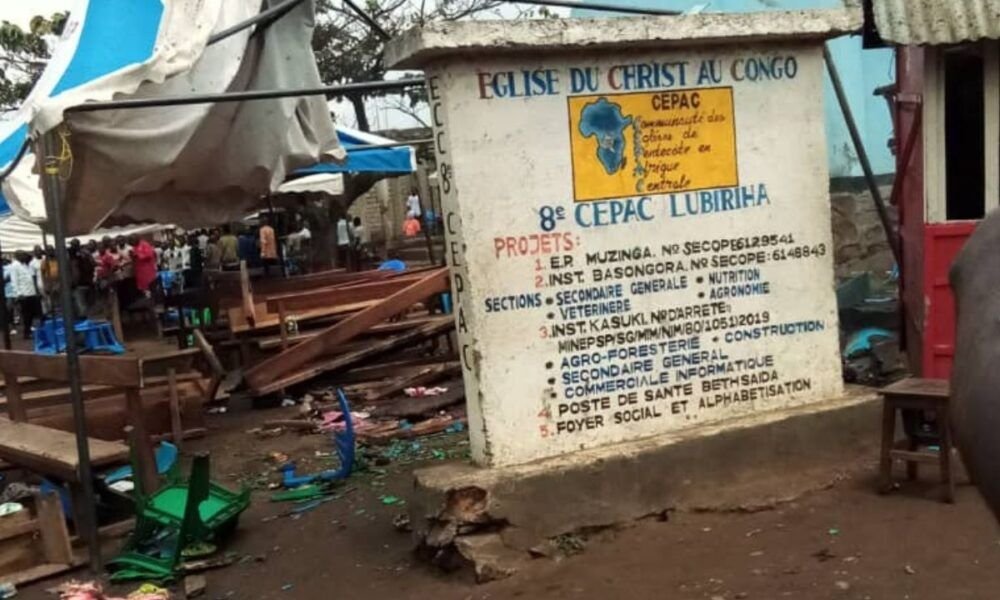 EGLISE DU CHRIST AU CONGO
CEPAC
Communauté des
Eglises de
Pentecôte en
Afrique
Centrale
8e CEPAC LUBIRIHA
PROJETS:
1. E.P. MUZINGA. No SECOPE6129541
2. INST. BASONGORA. No SECOPE: 6148843
SECTIONS • SECONDAIRE GENERALE • NUTRITION
• VETERINERE • AGRONOMIE
3. INST. KASUKI. No D'ARRETE:
MINEPSP/SG/MM/NIM/80/1051/2019
• AGRO-FORESTERIE • CONSTRUCTION
• SECONDAIRE GENERAL
• COMMERCIALE INFORMATIQUE
4. POSTE DE SANTE BETHSAIDA
5. FOYER SOCIAL ET ALPHABETISATION
ECC 8e CEPAC